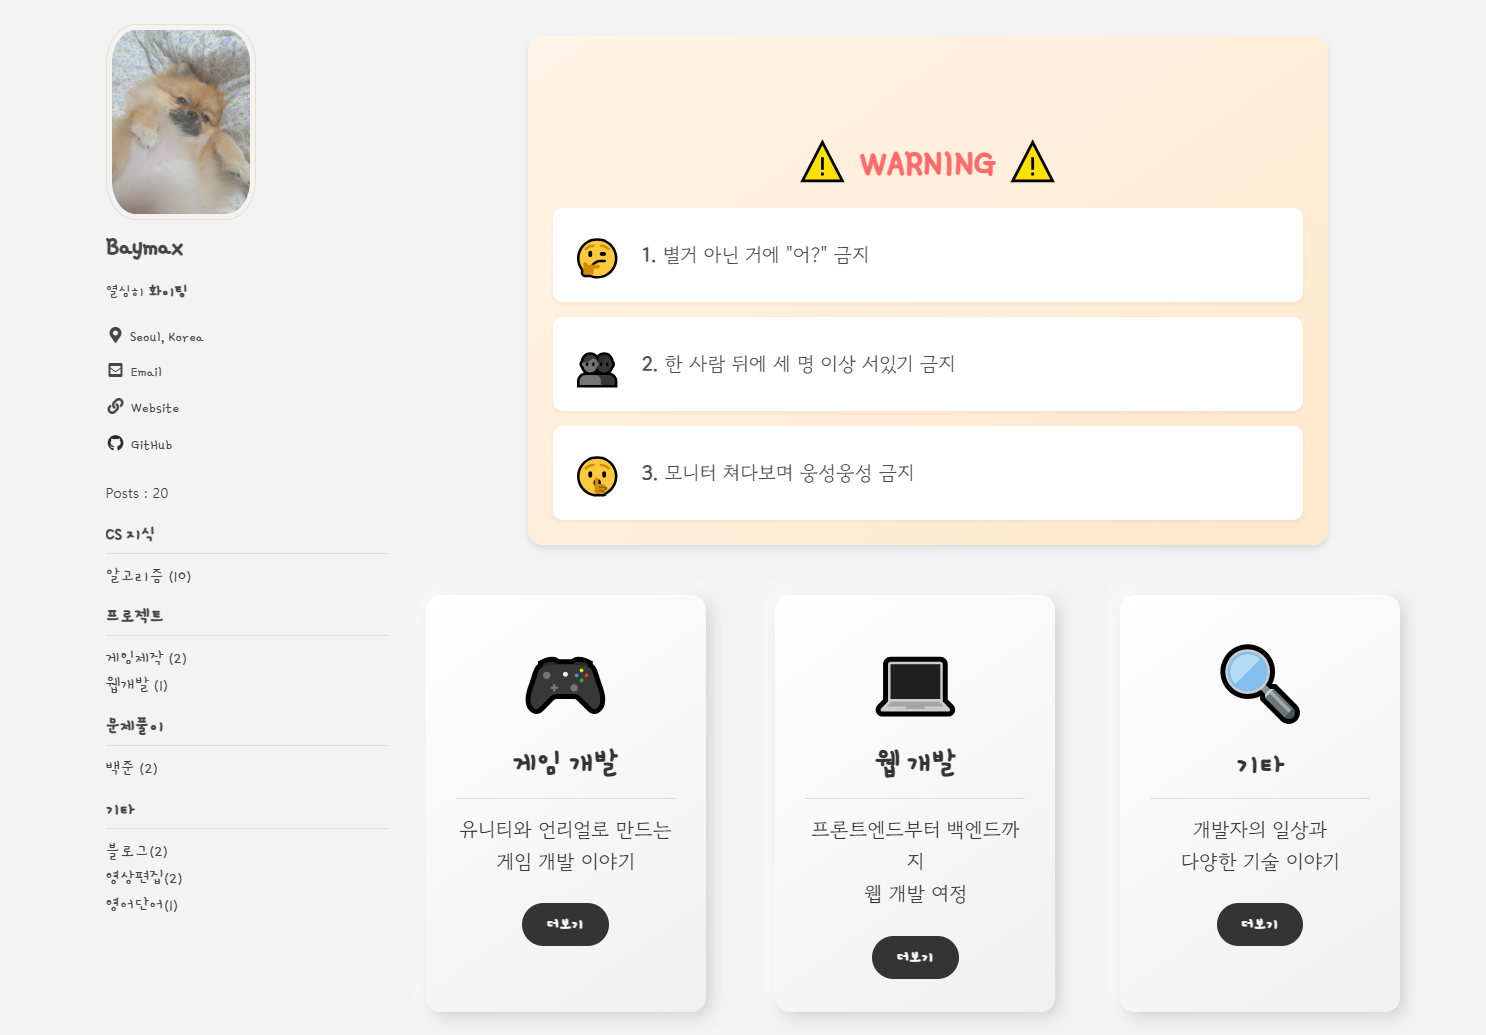 Baymax
열심히 화이팅
Seoul, Korea
Email
Website
GitHub
Posts : 20
CS 지식
알고리즘 (10)
프로젝트
게임제작 (2)
웹개발 (1)
문제풀이
백준 (2)
기타
블로그(2)
영상편집(2)
영어단어(1)
WARNING
1. 별거 아닌 거에 "어?" 금지
2. 한 사람 뒤에 세 명 이상 서있기 금지
3. 모니터 쳐다보며 웅성웅성 금지
게임 개발
유니티와 언리얼로 만드는
게임 개발 이야기
더보기
웹 개발
프론트엔드부터 백엔드까
지
웹 개발 여정
더보기
기타
개발자의 일상과
다양한 기술 이야기
더보기